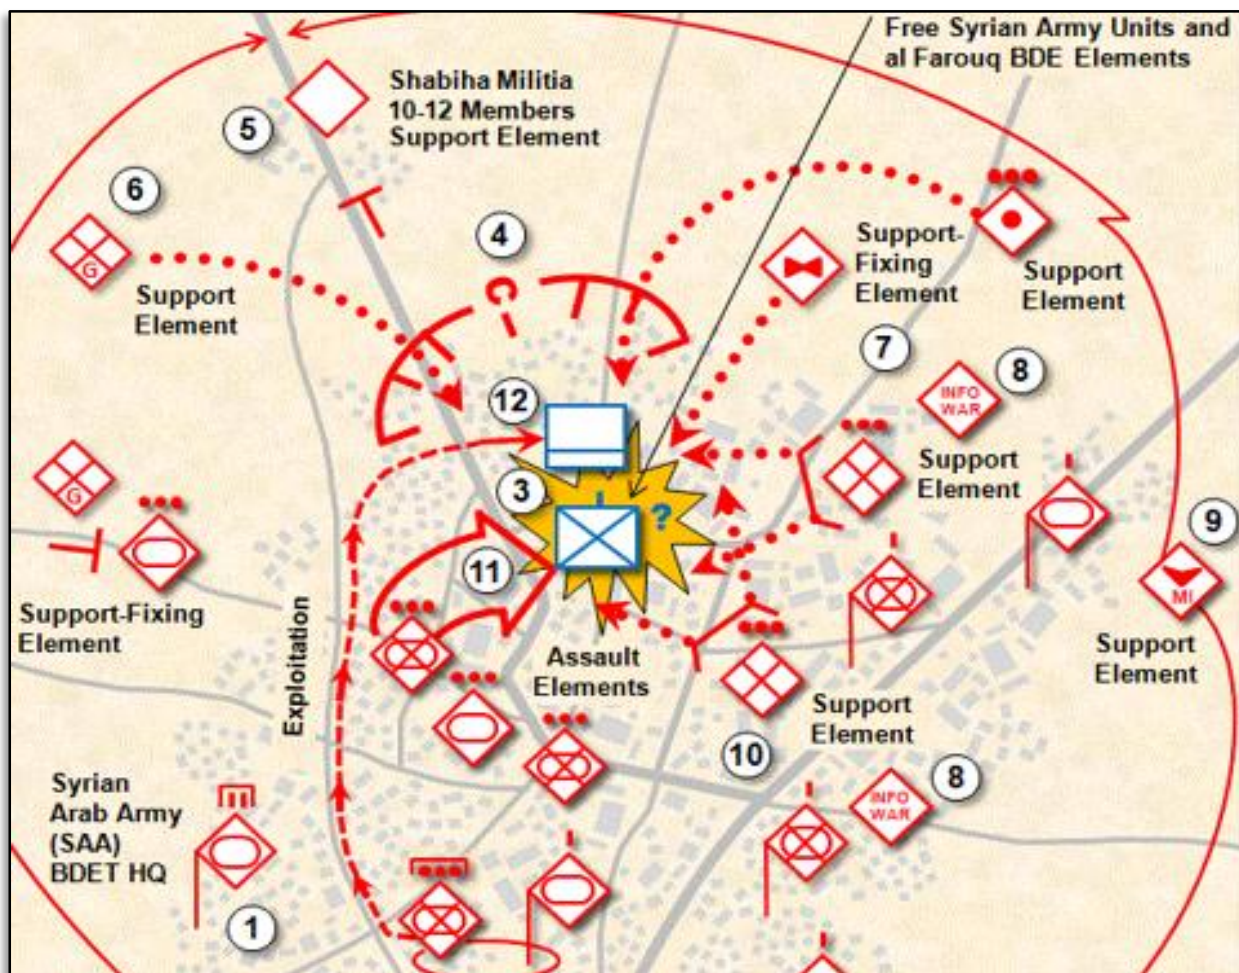 Free Syrian Army Units and
al Farouq BDE Elements
Shabiha Militia
10-12 Members
Support Element
5
6
G
Support
Element
4
Support-
Fixing
Element
Support
Element
7
8
INFO
WAR
Support
Element
12
3
?
G
Support-Fixing
Element
9
MI
Support
Element
11
Exploitation
Assault
Elements
Support
Element
10
8
INFO
WAR
Syrian
Arab Army
(SAA)
BDET HQ
1
C